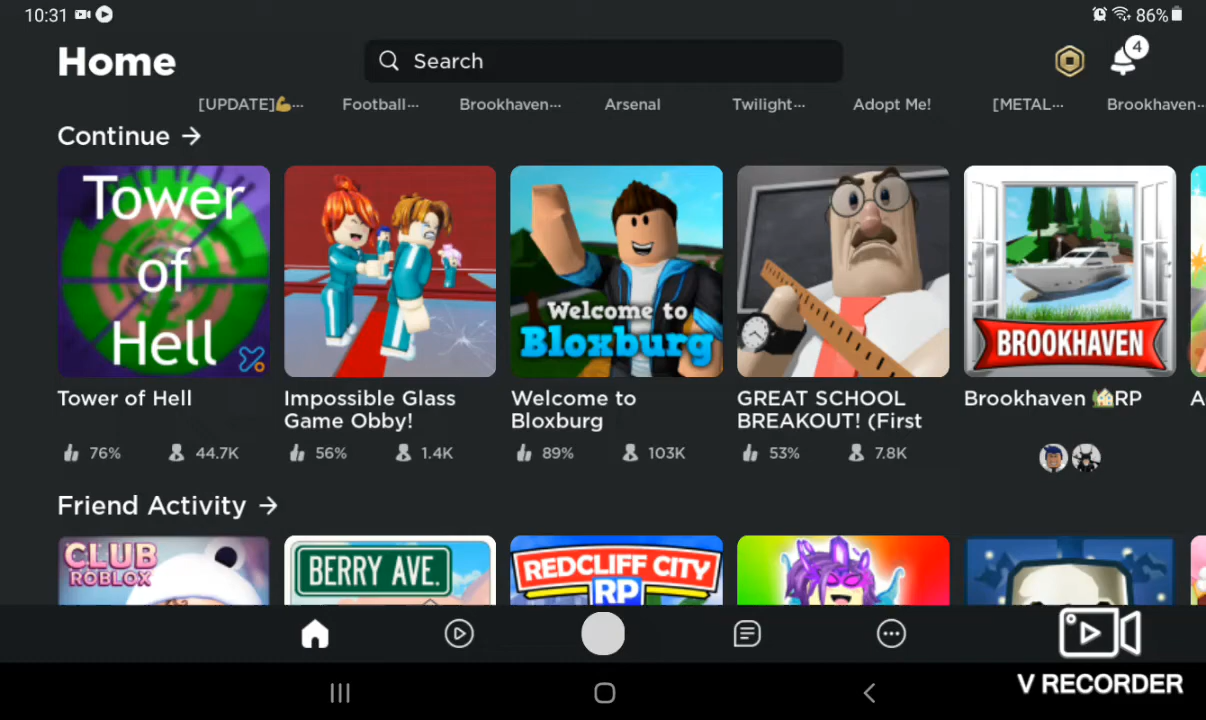 10:31
86%
Home
Search
4
[UPDATE]💪...
Football...
Brookhaven...
Arsenal
Twilight...
Adopt Me!
[METAL...
Brookhaven...
Continue →
Tower
of
Hell
Welcome to
Bloxburg
BROOKHAVEN
Tower of Hell
Impossible Glass
Game Obby!
Welcome to
Bloxburg
GREAT SCHOOL
BREAKOUT! (First
Brookhaven 🏡RP
A
76%
44.7K
56%
1.4K
89%
103K
53%
7.8K
Friend Activity →
CLUB
ROBLOX
BERRY AVE.
REDCLIFF CITY
RP
V RECORDER